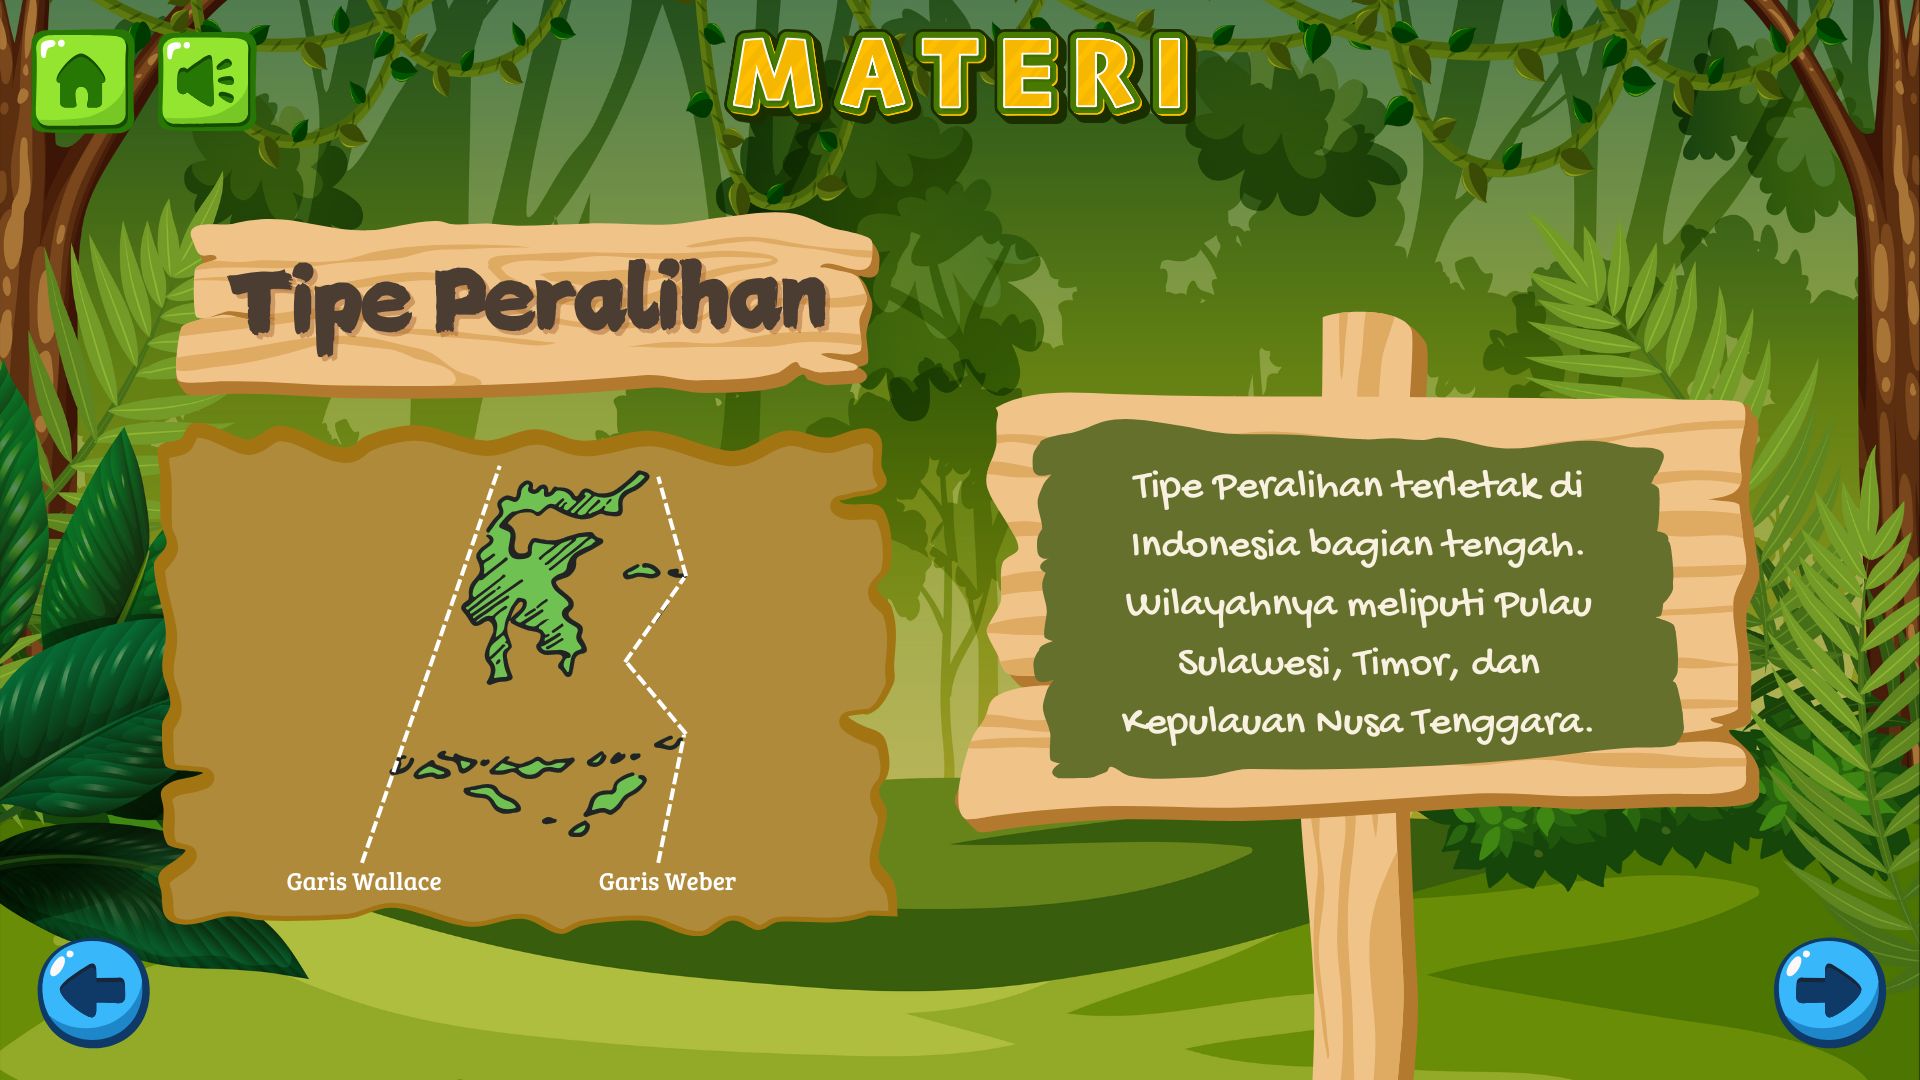 MATERI
Tipe Peralihan
Garis Wallace
Garis Weber
Tipe Peralihan terletak di
Indonesia bagian tengah.
Wilayahnya meliputi Pulau
Sulawesi, Timor, dan
Kepulauan Nusa Tenggara.